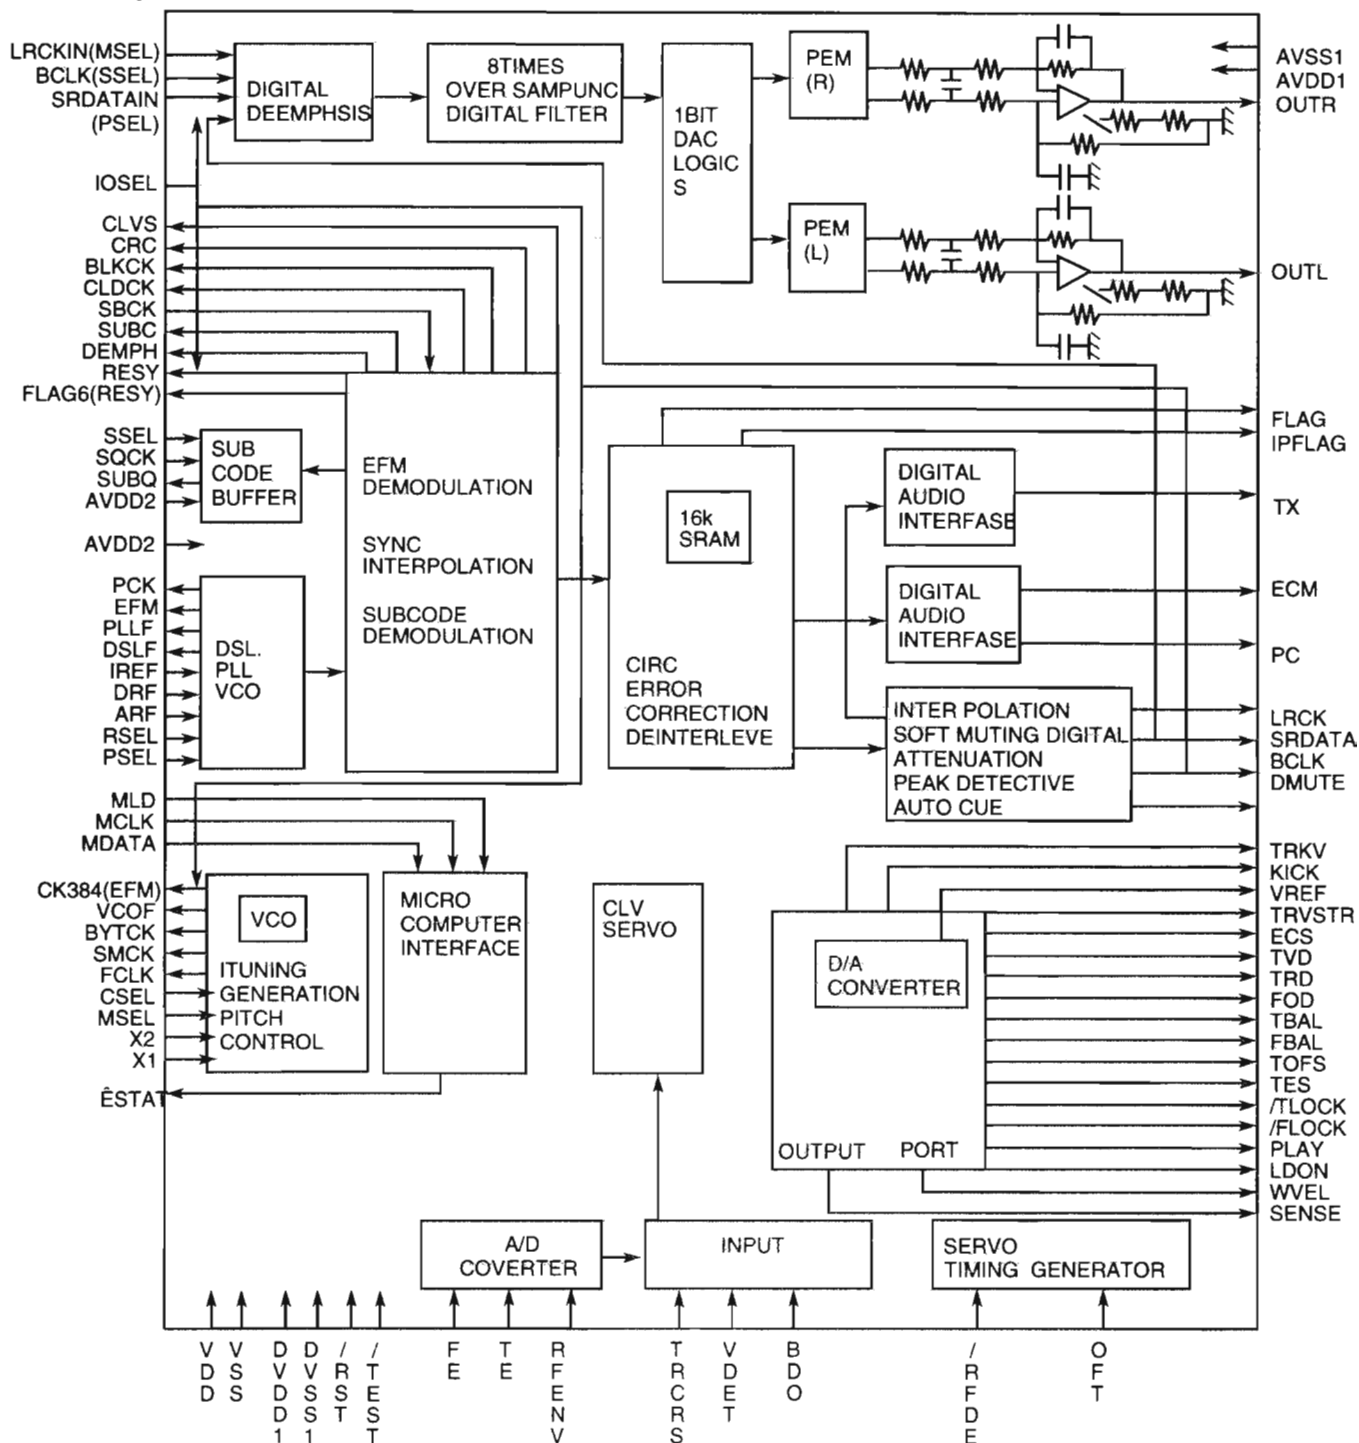 LRCKIN(MSEL)
BCLK(SSEL)
SRDATAIN
(PSEL)
IOSEL
CLVS
CRC
BLKCK
CLDCK
SBCK
SUBC
DEMPH
RESY
FLAG6(RESY)
SSEL
SQCK
SUBQ
AVDD2
AVDD2
PCK
EFM
PLLF
DSLF
IREF
DRF
ARF
RSEL
PSEL
MLD
MCLK
MDATA
CK384(EFM)
VCOF
BYTCK
SMCK
FCLK
CSEL
MSEL
X2
X1
ÊSTAT
DIGITAL
DEEMPHSIS
8TIMES
OVER SAMPUNC
DIGITAL FILTER
1BIT
DAC
LOGIC
S
PEM
(R)
PEM
(L)
AVSS1
AVDD1
OUTR
OUTL
SUB
CODE
BUFFER
EFM
DEMODULATION
SYNC
INTERPOLATION
SUBCODE
DEMODULATION
DSL.
PLL
VCO
16k
SRAM
CIRC
ERROR
CORRECTION
DEINTERLEVE
DIGITAL
AUDIO
INTERFASE
DIGITAL
AUDIO
INTERFASE
INTER POLATION
SOFT MUTING DIGITAL
ATTENUATION
PEAK DETECTIVE
AUTO CUE
FLAG
IPFLAG
TX
ECM
PC
LRCK
SRDATA
BCLK
DMUTE
VCO
ITUNING
GENERATION
PITCH
CONTROL
MICRO
COMPUTER
INTERFACE
CLV
SERVO
D/A
CONVERTER
OUTPUT PORT
TRKV
KICK
VREF
TRVSTR
ECS
TVD
TRD
FOD
TBAL
FBAL
TOFS
TES
/TLOCK
/FLOCK
PLAY
LDON
WVEL
SENSE
A/D
COVERTER
INPUT
SERVO
TIMING GENERATOR
VDD
VSS
DVDD1
DVSS1
/RST
/TEST
FE
TE
RFENV
TRCRS
VDET
BDO
/RFDE
OFT